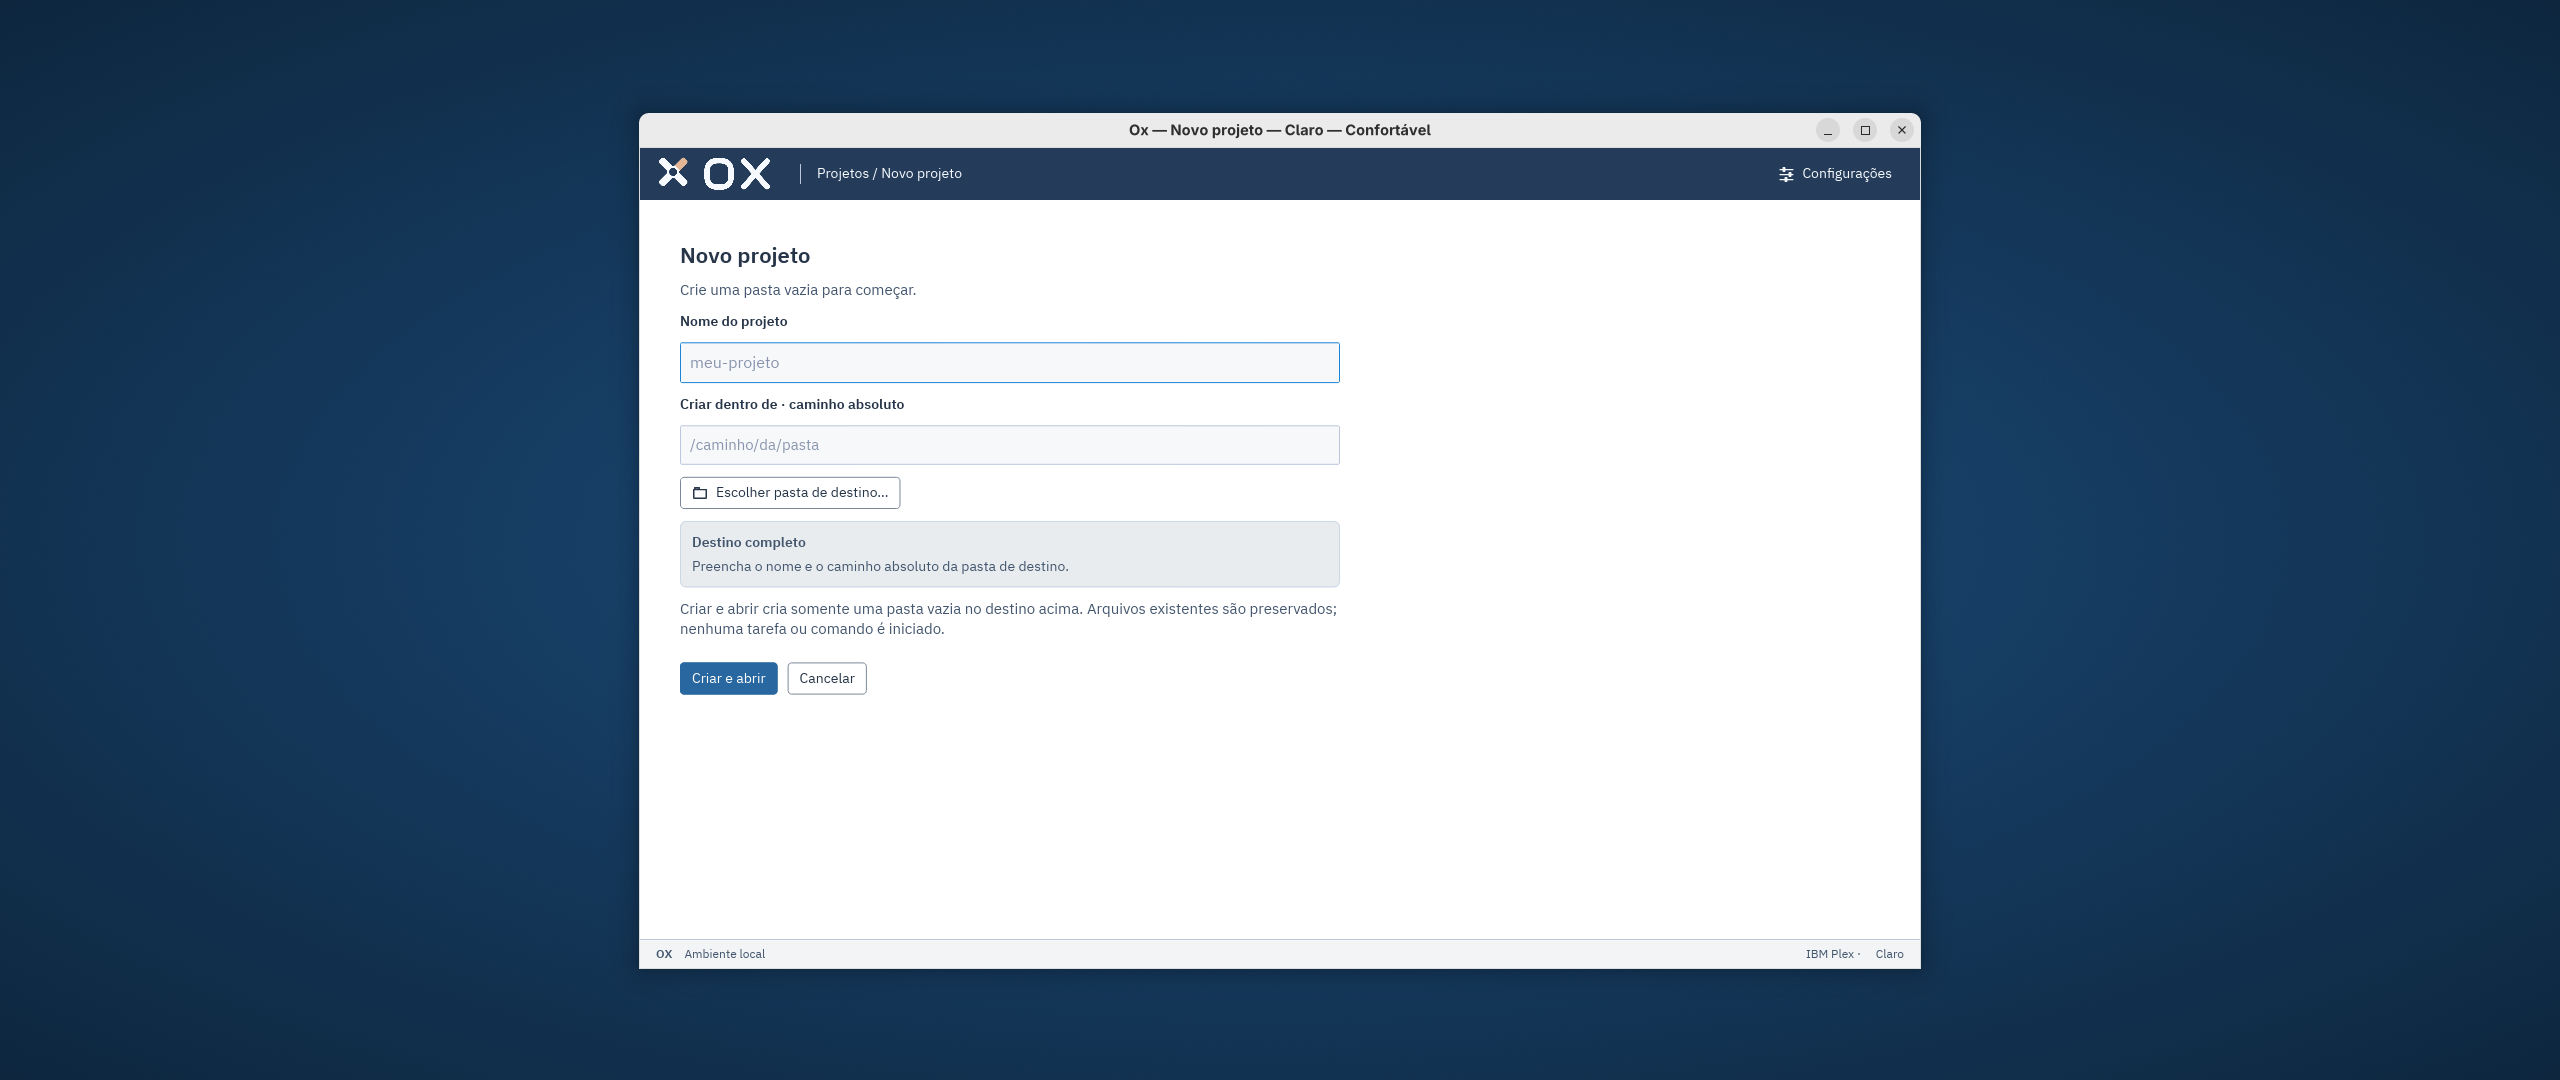 Ox — Novo projeto — Claro — Confortável
OX
Projetos / Novo projeto
Configurações
Novo projeto
Crie uma pasta vazia para começar.
Nome do projeto
meu-projeto
Criar dentro de · caminho absoluto
/caminho/da/pasta
Escolher pasta de destino...
Destino completo
Preencha o nome e o caminho absoluto da pasta de destino.
Criar e abrir cria somente uma pasta vazia no destino acima. Arquivos existentes são preservados;
nenhuma tarefa ou comando é iniciado.
Criar e abrir
Cancelar
OX Ambiente local
IBM Plex · Claro